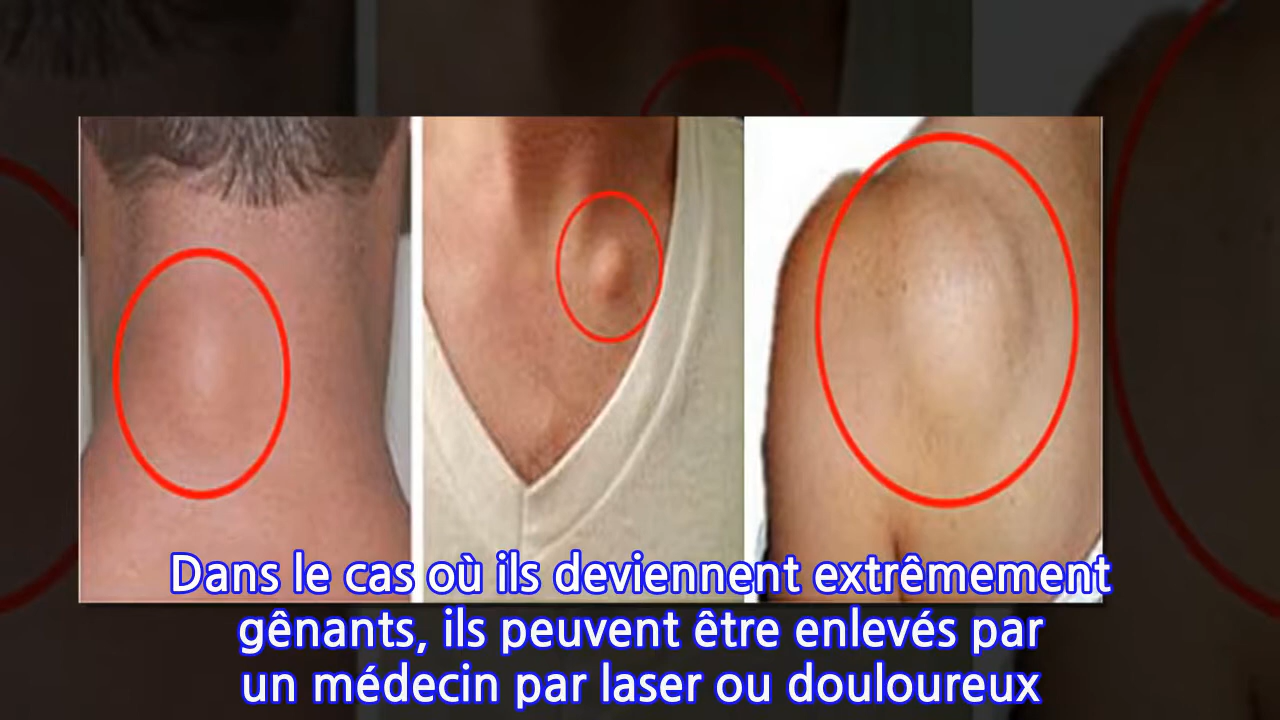 Dans le cas où ils deviennent extrêmement
gênants, ils peuvent être enlevés par
un médecin par laser ou douloureux